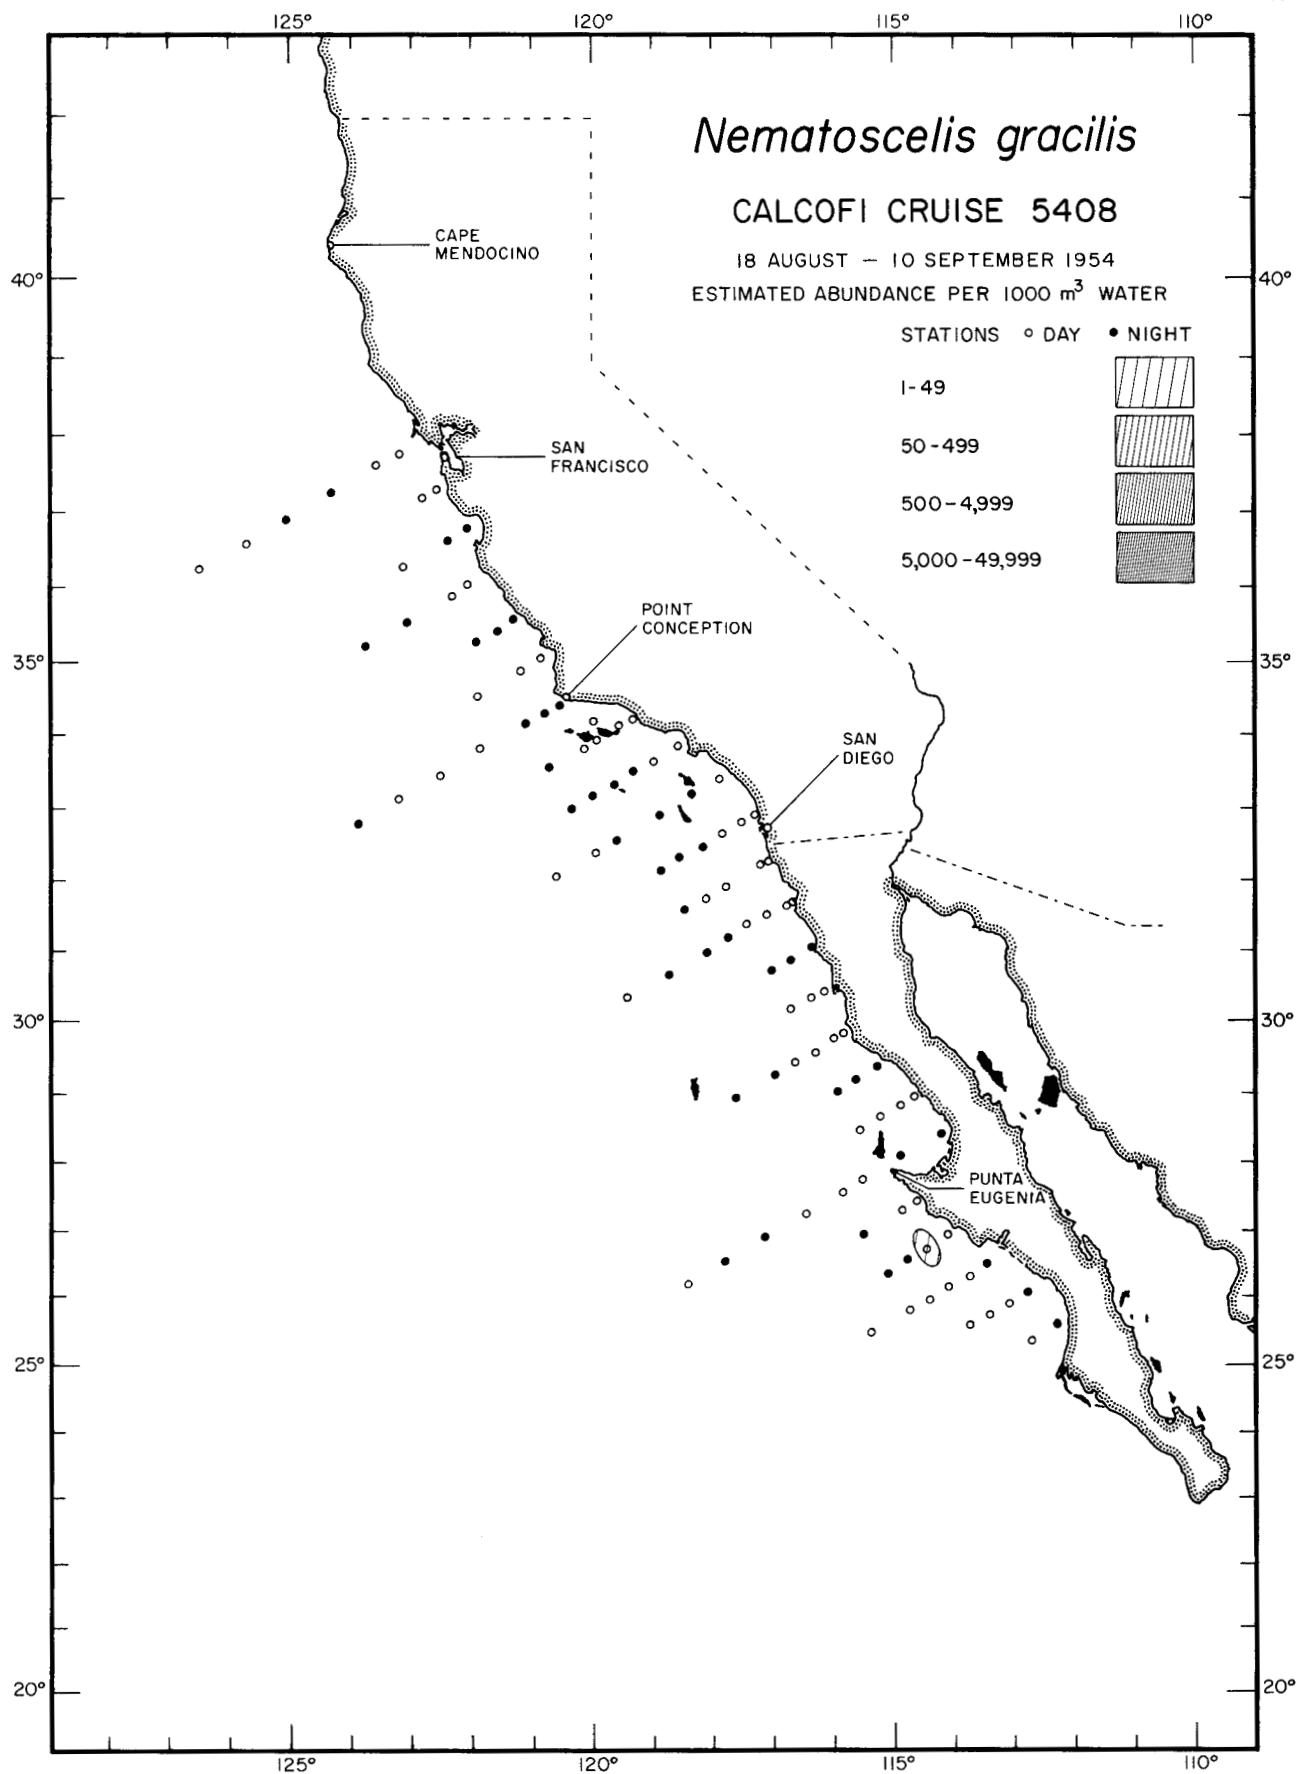 125° 120° 115° 110°
Nematoscelis gracilis
CALCOFI CRUISE 5408
18 AUGUST – 10 SEPTEMBER 1954
ESTIMATED ABUNDANCE PER 1000 m³ WATER
STATIONS ○ DAY ● NIGHT
1-49
50-499
500-4,999
5,000-49,999
CAPE
MENDOCINO
40° 40°
SAN
FRANCISCO
POINT
CONCEPTION
35° 35°
SAN
DIEGO
30° 30°
PUNTA
EUGENIA
25° 25°
20° 20°
125° 120° 115° 110°